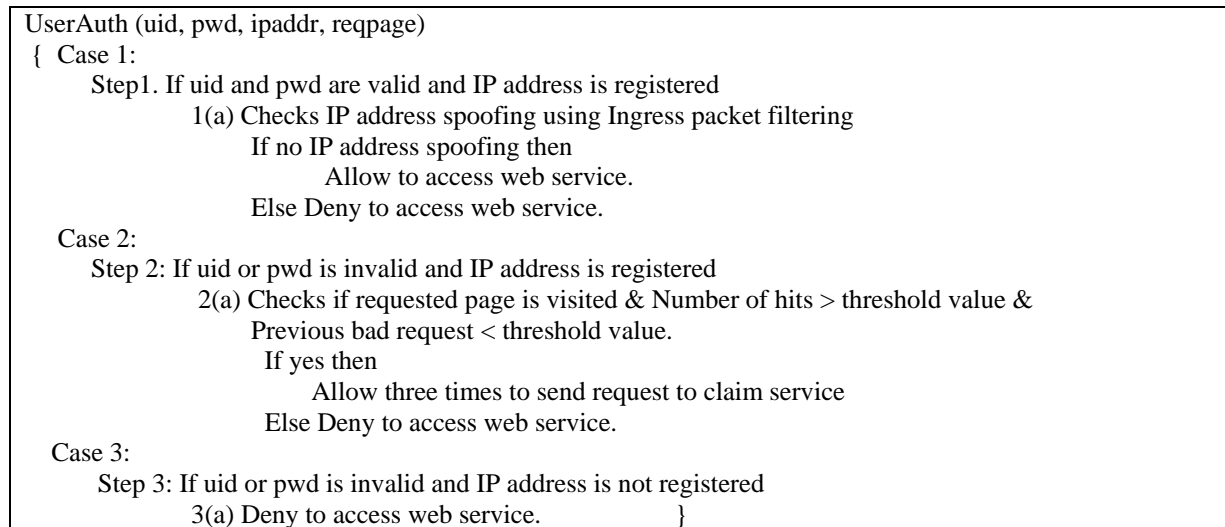 UserAuth (uid, pwd, ipaddr, reqpage)
{ Case 1:
Step1. If uid and pwd are valid and IP address is registered
1(a) Checks IP address spoofing using Ingress packet filtering
If no IP address spoofing then
Allow to access web service.
Else Deny to access web service.
Case 2:
Step 2: If uid or pwd is invalid and IP address is registered
2(a) Checks if requested page is visited & Number of hits > threshold value &
Previous bad request < threshold value.
If yes then
Allow three times to send request to claim service
Else Deny to access web service.
Case 3:
Step 3: If uid or pwd is invalid and IP address is not registered
3(a) Deny to access web service. }